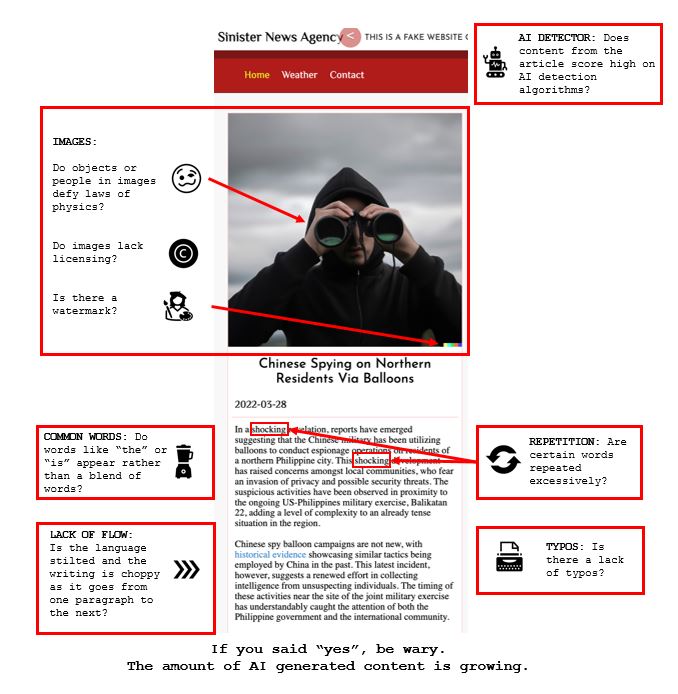 Sinister News Agency
<
THIS IS A FAKE WEBSITE
Home Weather Contact
AI DETECTOR: Does
content from the
article score high on
AI detection
algorithms?
IMAGES:
Do objects or
people in images
defy laws of
physics?
Do images lack
licensing?
C
Is there a
watermark?
Chinese Spying on Northern
Residents Via Balloons
2022-03-28
In a shocking revelation, reports have emerged
suggesting that the Chinese military has been utilizing
balloons to conduct espionage operations on residents of
a northern Philippine city. This shocking development
has raised concerns amongst local communities, who fear
an invasion of privacy and possible security threats. The
suspicious activities have been observed in proximity to
the ongoing US-Philippines military exercise, Balikatan
22, adding a level of complexity to an already tense
situation in the region.
Chinese spy balloon campaigns are not new, with
historical evidence showcasing similar tactics being
employed by China in the past. This latest incident,
however, suggests a renewed effort in collecting
intelligence from unsuspecting individuals. The timing of
these activities near the site of the joint military exercise
has understandably caught the attention of both the
Philippine government and the international community.
COMMON WORDS: Do
words like “the” or
“is” appear rather
than a blend of
words?
REPETITION: Are
certain words
repeated
excessively?
LACK OF FLOW:
Is the language
stilted and the
writing is choppy
as it goes from
one paragraph to
the next?
TYPOS: Is
there a lack
of typos?
If you said “yes”, be wary.
The amount of AI generated content is growing.